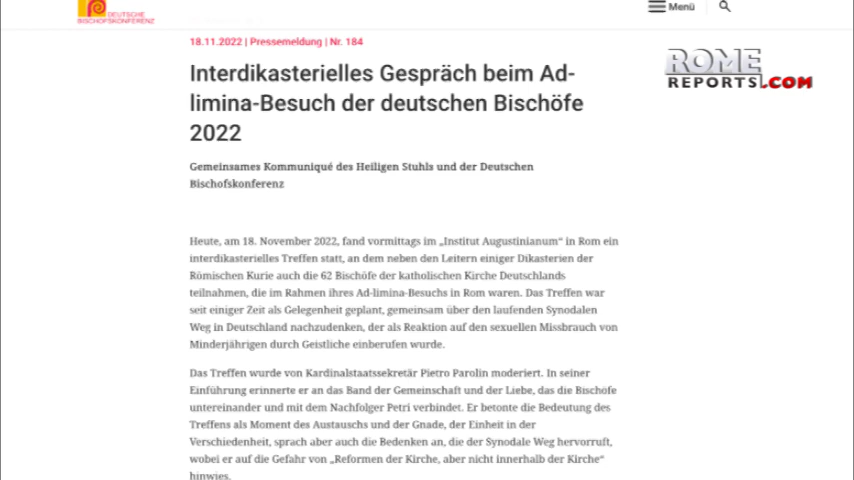 DEUTSCHE
BISCHOFSKONFERENZ
Menü
18.11.2022 | Pressemeldung | Nr. 184
ROME
REPORTS.COM
Interdikasterielles Gespräch beim Ad-
limina-Besuch der deutschen Bischöfe
2022
Gemeinsames Kommuniqué des Heiligen Stuhls und der Deutschen
Bischofskonferenz
Heute, am 18. November 2022, fand vormittags im „Institut Augustinianum“ in Rom ein
interdikasterielles Treffen statt, an dem neben den Leitern einiger Dikasterien der
Römischen Kurie auch die 62 Bischöfe der katholischen Kirche Deutschlands
teilnahmen, die im Rahmen ihres Ad-limina-Besuchs in Rom waren. Das Treffen war
seit einiger Zeit als Gelegenheit geplant, gemeinsam über den laufenden Synodalen
Weg in Deutschland nachzudenken, der als Reaktion auf den sexuellen Missbrauch von
Minderjährigen durch Geistliche einberufen wurde.
Das Treffen wurde von Kardinalstaatssekretär Pietro Parolin moderiert. In seiner
Einführung erinnerte er an das Band der Gemeinschaft und der Liebe, das die Bischöfe
untereinander und mit dem Nachfolger Petri verbindet. Er betonte die Bedeutung des
Treffens als Moment des Austauschs und der Gnade, der Einheit in der
Verschiedenheit, sprach aber auch die Bedenken an, die der Synodale Weg hervorruft,
wobei er auf die Gefahr von „Reformen der Kirche, aber nicht innerhalb der Kirche“
hinwies.